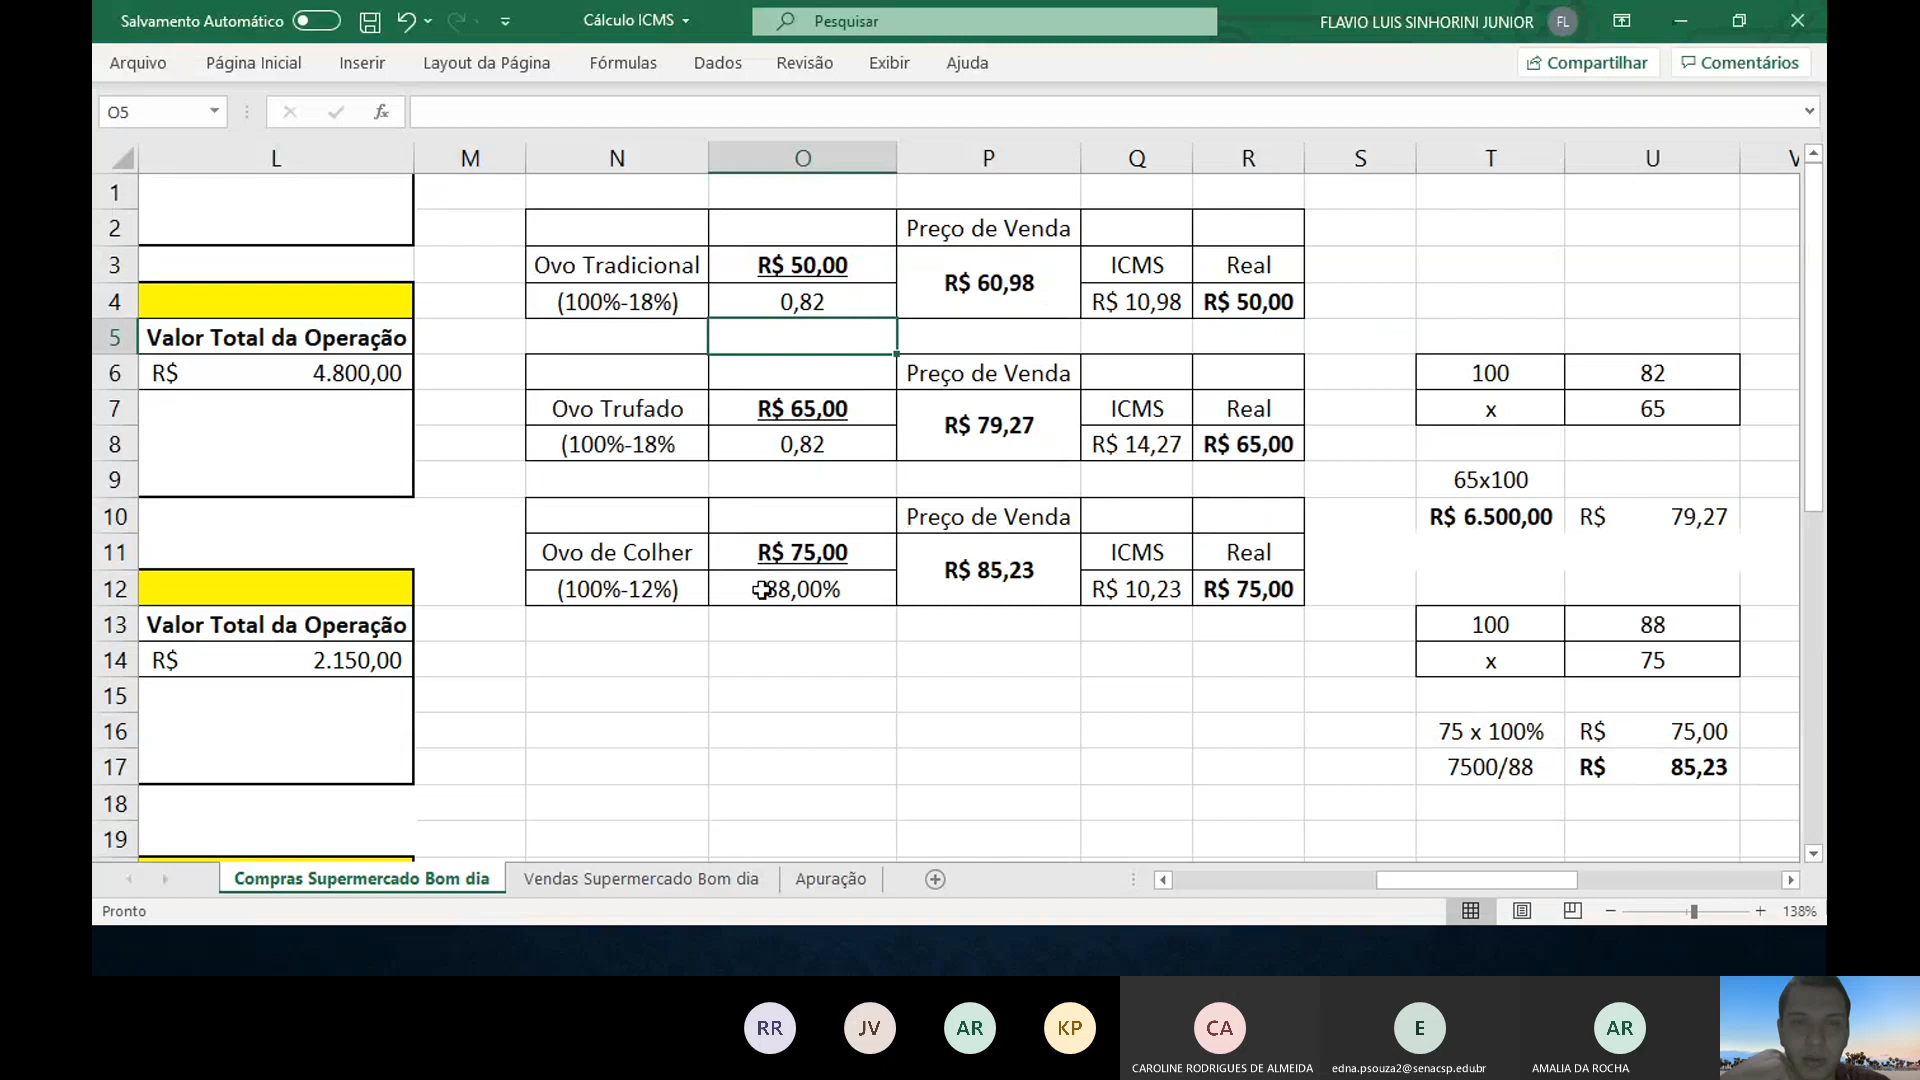 Salvamento Automático
Cálculo ICMS
Pesquisar
FLAVIO LUIS SINHORINI JUNIOR
FL
Arquivo
Página Inicial
Inserir
Layout da Página
Fórmulas
Dados
Revisão
Exibir
Ajuda
Compartilhar
Comentários
O5
fx
L M N O P Q R S T U V
1
2 Preço de Venda
3 Ovo Tradicional R$ 50,00 R$ 60,98 ICMS Real
4 (100%-18%) 0,82 R$ 10,98 R$ 50,00
5 Valor Total da Operação
6 R$ 4.800,00 Preço de Venda 100 82
7 Ovo Trufado R$ 65,00 R$ 79,27 ICMS Real x 65
8 (100%-18% 0,82 R$ 14,27 R$ 65,00
9 65x100
10 Preço de Venda R$ 6.500,00 R$ 79,27
11 Ovo de Colher R$ 75,00 R$ 85,23 ICMS Real
12 (100%-12%) 88,00% R$ 10,23 R$ 75,00
13 Valor Total da Operação 100 88
14 R$ 2.150,00 x 75
15
16 75 x 100% R$ 75,00
17 7500/88 R$ 85,23
18
19
Compras Supermercado Bom dia
Vendas Supermercado Bom dia
Apuração
Pronto
138%
RR
JV
AR
KP
CA
E
AR
CAROLINE RODRIGUES DE ALMEIDA
edna.psouza2@senacsp.edu.br
AMALIA DA ROCHA